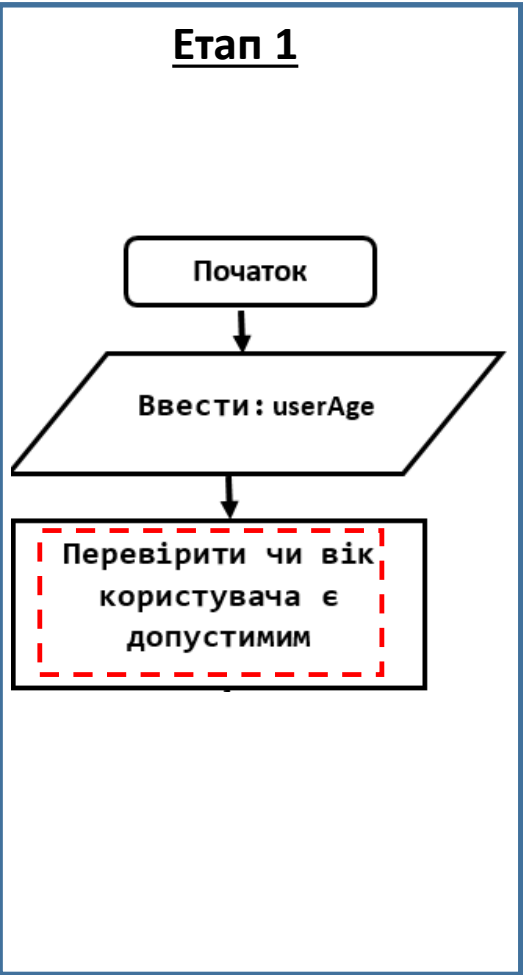 Етап 1
Початок
Ввести: userAge
Перевірити чи вік
користувача є
допустимим